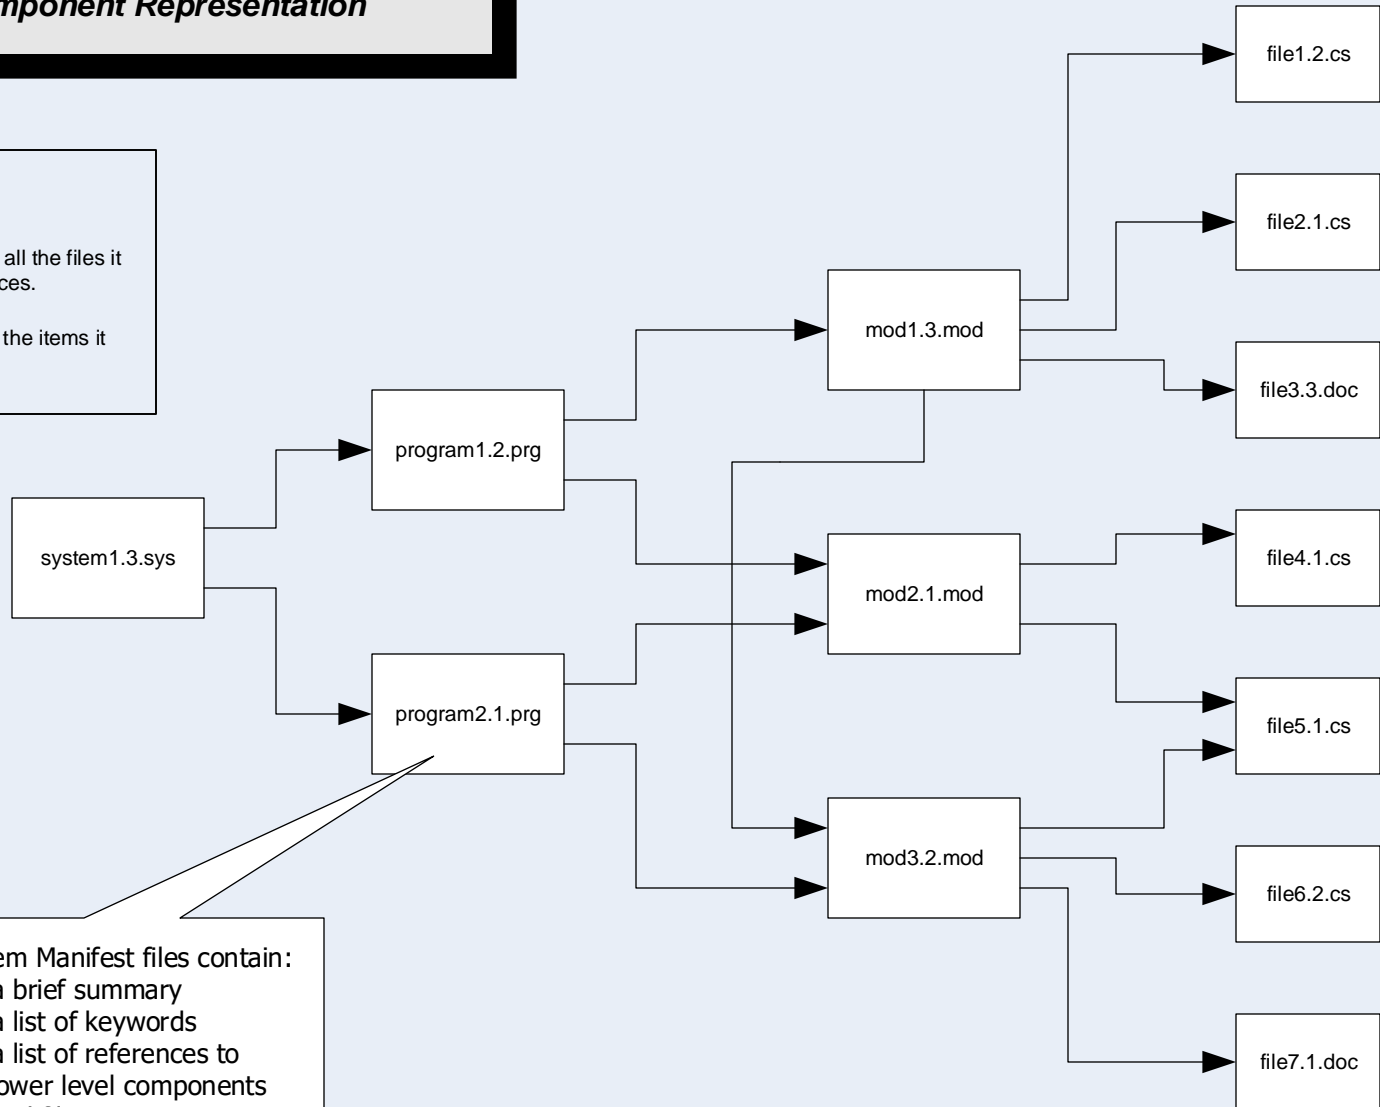 mponent Representation
all the files it
ces.
the items it
file1.2.cs
file2.1.cs
mod1.3.mod
file3.3.doc
program1.2.prg
system1.3.sys
file4.1.cs
mod2.1.mod
program2.1.prg
file5.1.cs
mod3.2.mod
file6.2.cs
em Manifest files contain:
a brief summary
a list of keywords
a list of references to
ower level components
file7.1.doc